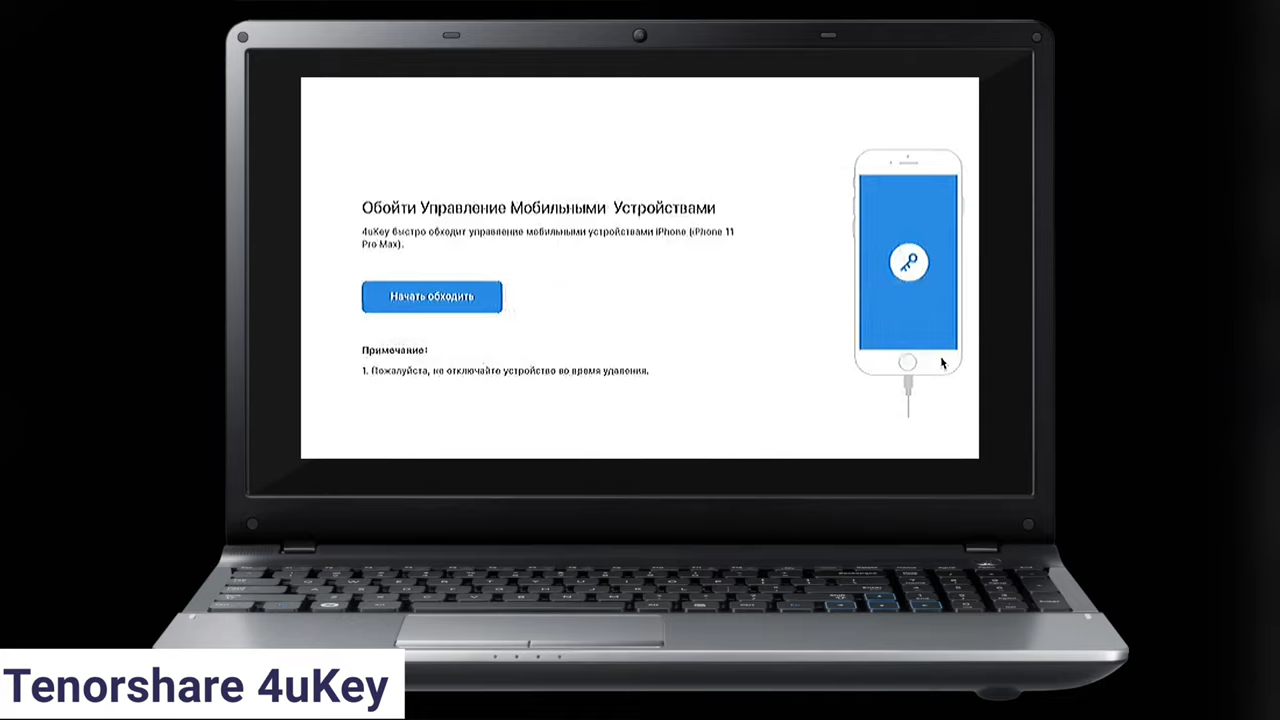 Обойти Управление Мобильными Устройствами
4uKey быстро обходит управление мобильными устройствами iPhone (iPhone 11
Pro Max).
Начать обходить
Примечание:
1. Пожалуйста, не отключайте устройство во время удаления.
Tenorshare 4uKey